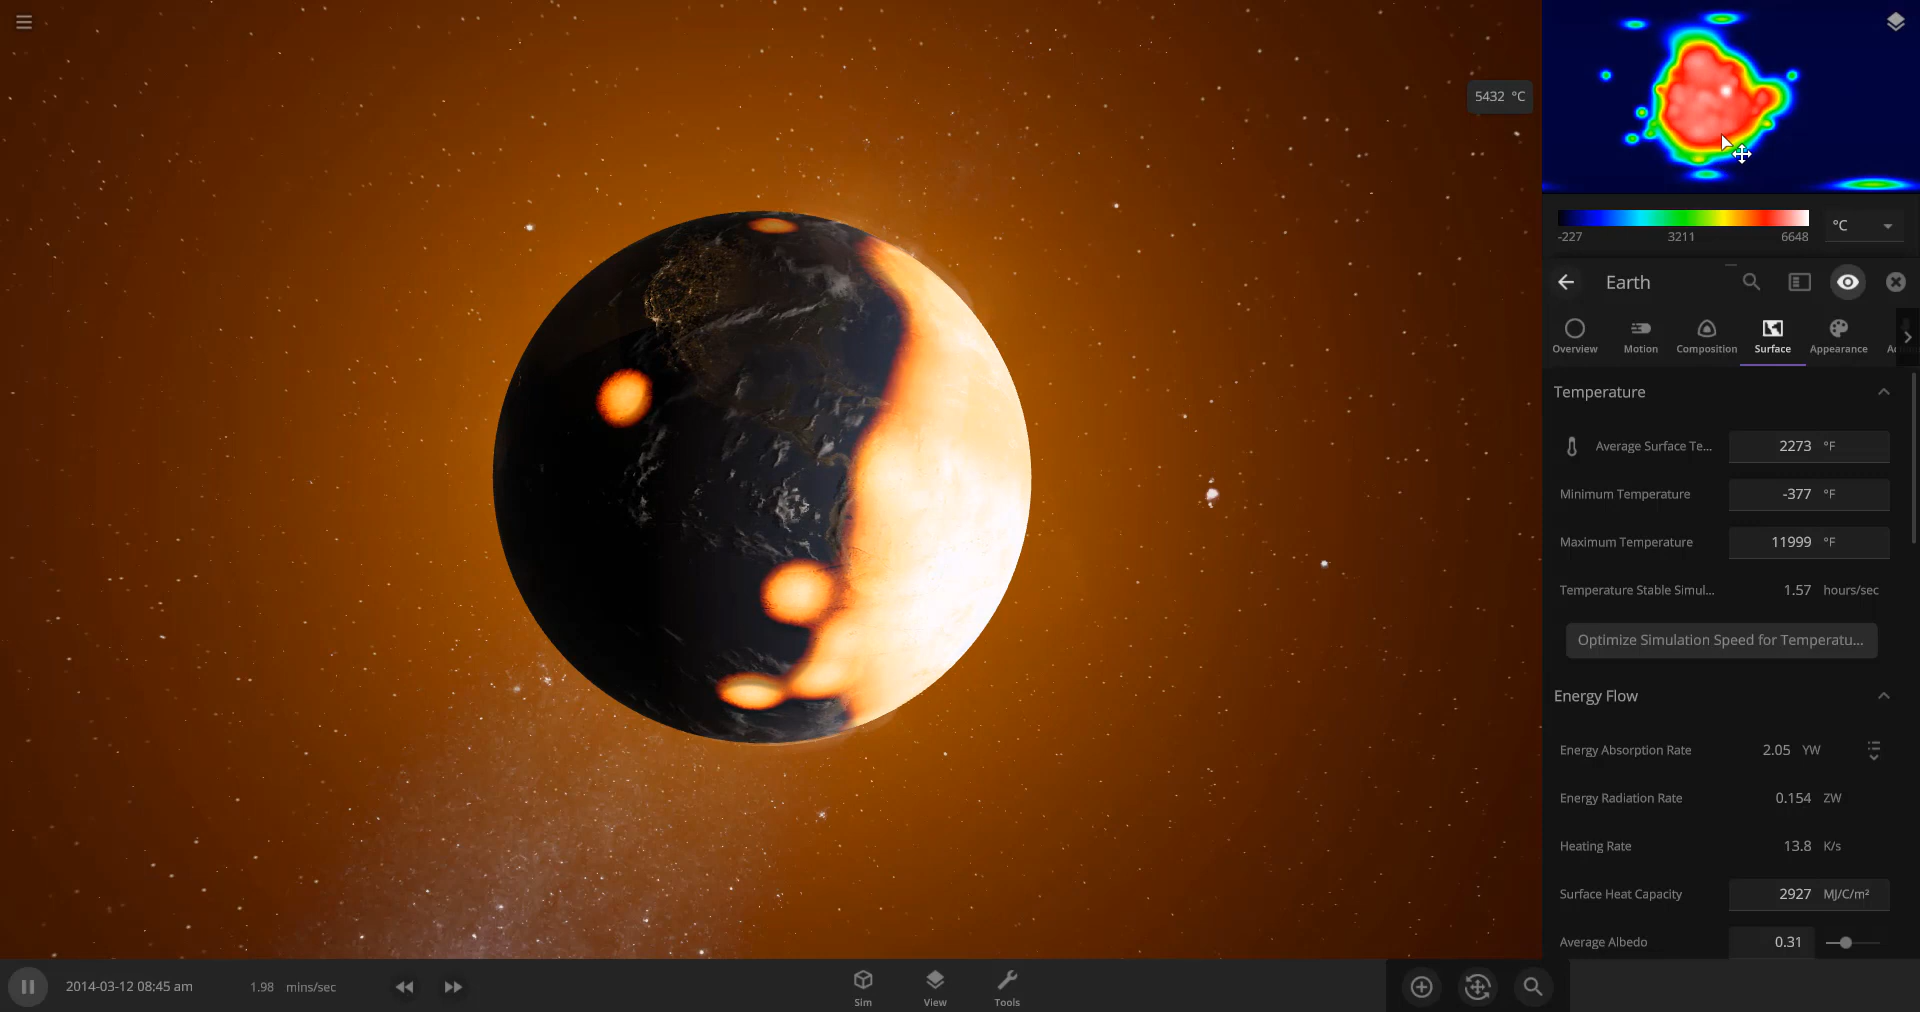 5432 °C
-227 3211 6648 °C
Earth
Overview Motion Composition Surface Appearance
Temperature
Average Surface Te... 2273 °F
Minimum Temperature -377 °F
Maximum Temperature 11999 °F
Temperature Stable Simul... 1.57 hours/sec
Optimize Simulation Speed for Temperatu...
Energy Flow
Energy Absorption Rate 2.05 YW
Energy Radiation Rate 0.154 ZW
Heating Rate 13.8 K/s
Surface Heat Capacity 2927 MJ/C/m²
Average Albedo 0.31
2014-03-12 08:45 am 1.98 mins/sec
Sim View Tools